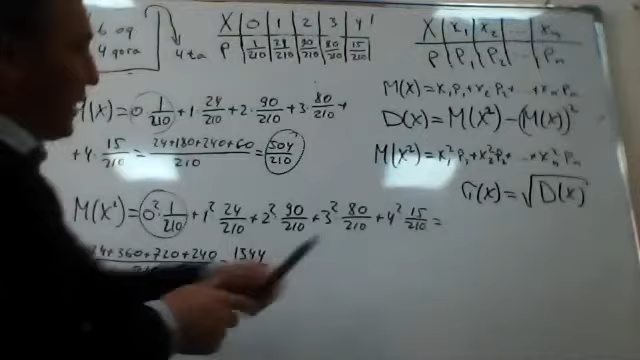 6 oq
4 qora
4 ta
X | 0 | 1 | 2 | 3 | 4
P | 1/210 | 24/210 | 90/210 | 80/210 | 15/210
X | x₁ | x₂ | ... | xₙ
P | P₁ | P₂ | ... | Pₙ
M(X)=x₁P₁+x₂P₂+...+xₙPₙ
D(X)=M(X²)-(M(X))²
M(X²)=x₁²P₁+x₂²P₂+...+xₙ²Pₙ
σ(X)=√D(X)
M(X)=0·1/210+1·24/210+2·90/210+3·80/210+
+4·15/210=(24+180+240+60)/210=504/210
M(X²)=0²·1/210+1²·24/210+2²·90/210+3²·80/210+4²·15/210=
+360+720+240
1344